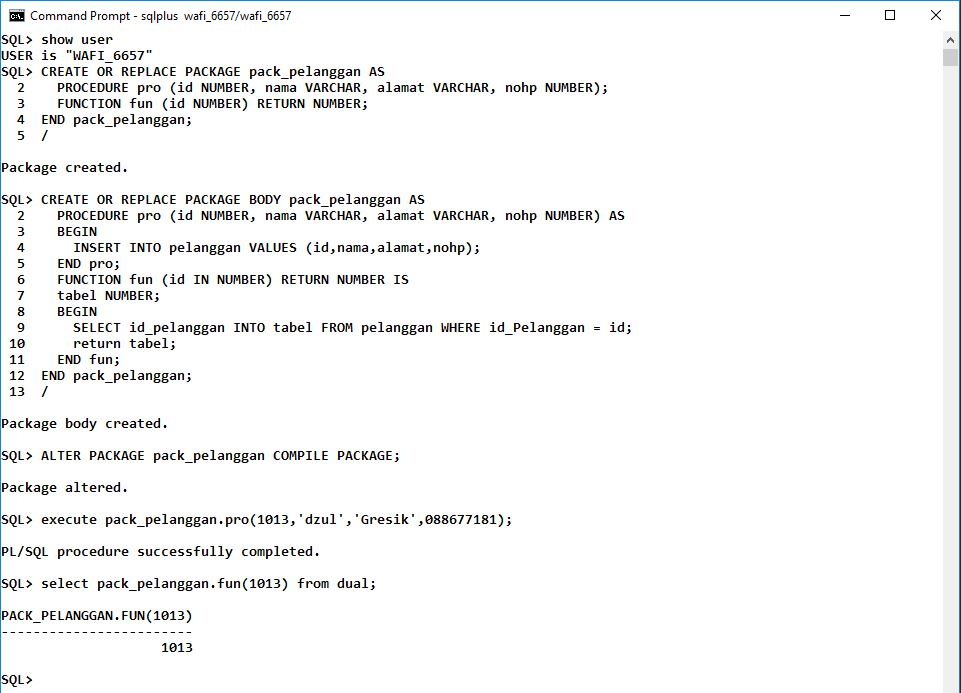 Command Prompt - sqlplus  wafi_6657/wafi_6657
SQL> show user
USER is "WAFI_6657"
SQL> CREATE OR REPLACE PACKAGE pack_pelanggan AS
  2    PROCEDURE pro (id NUMBER, nama VARCHAR, alamat VARCHAR, nohp NUMBER);
  3    FUNCTION fun (id NUMBER) RETURN NUMBER;
  4  END pack_pelanggan;
  5  /
Package created.
SQL> CREATE OR REPLACE PACKAGE BODY pack_pelanggan AS
  2    PROCEDURE pro (id NUMBER, nama VARCHAR, alamat VARCHAR, nohp NUMBER) AS
  3    BEGIN
  4      INSERT INTO pelanggan VALUES (id,nama,alamat,nohp);
  5    END pro;
  6    FUNCTION fun (id IN NUMBER) RETURN NUMBER IS
  7    tabel NUMBER;
  8    BEGIN
  9      SELECT id_pelanggan INTO tabel FROM pelanggan WHERE id_Pelanggan = id;
 10      return tabel;
 11    END fun;
 12  END pack_pelanggan;
 13  /
Package body created.
SQL> ALTER PACKAGE pack_pelanggan COMPILE PACKAGE;
Package altered.
SQL> execute pack_pelanggan.pro(1013,'dzul','Gresik',088677181);
PL/SQL procedure successfully completed.
SQL> select pack_pelanggan.fun(1013) from dual;
PACK_PELANGGAN.FUN(1013)
------------------------
                    1013
SQL>